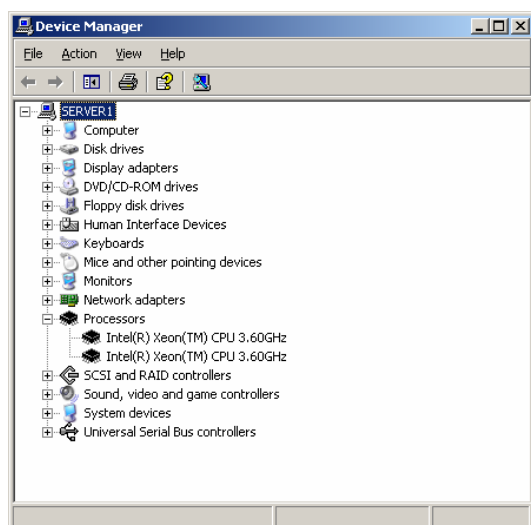 Device Manager
File Action View Help
SERVER1
Computer
Disk drives
Display adapters
DVD/CD-ROM drives
Floppy disk drives
Human Interface Devices
Keyboards
Mice and other pointing devices
Monitors
Network adapters
Processors
Intel(R) Xeon(TM) CPU 3.60GHz
Intel(R) Xeon(TM) CPU 3.60GHz
SCSI and RAID controllers
Sound, video and game controllers
System devices
Universal Serial Bus controllers